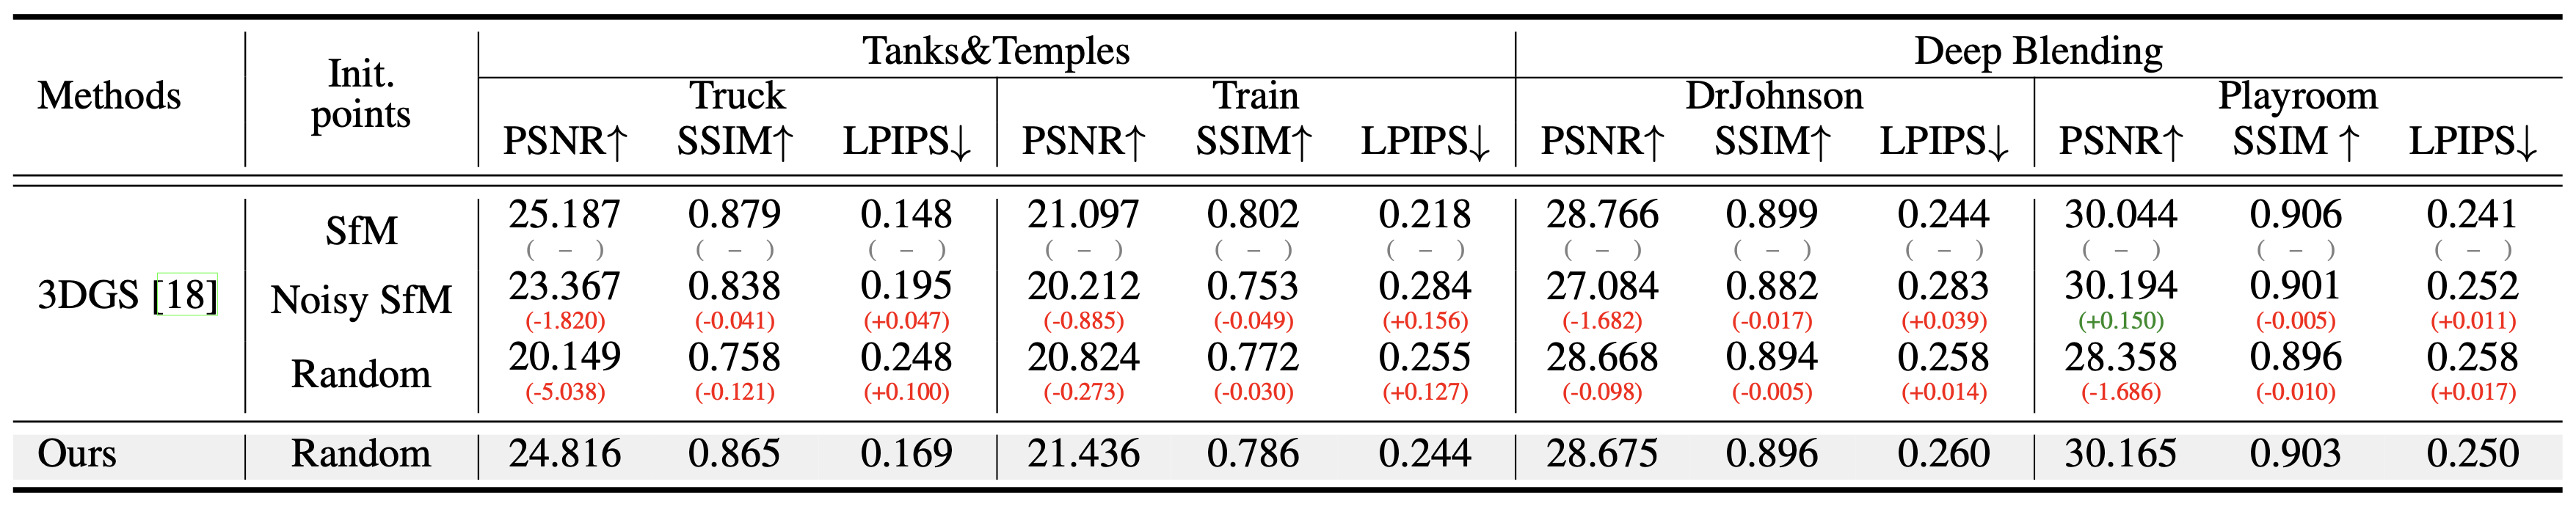 Methods Init. points Tanks&Temples Deep Blending
Truck Train DrJohnson Playroom
PSNR↑ SSIM↑ LPIPS↓ PSNR↑ SSIM↑ LPIPS↓ PSNR↑ SSIM↑ LPIPS↓ PSNR↑ SSIM ↑ LPIPS↓
3DGS [18] SfM 25.187 0.879 0.148 21.097 0.802 0.218 28.766 0.899 0.244 30.044 0.906 0.241
( – ) ( – ) ( – ) ( – ) ( – ) ( – ) ( – ) ( – ) ( – ) ( – ) ( – ) ( – )
Noisy SfM 23.367 0.838 0.195 20.212 0.753 0.284 27.084 0.882 0.283 30.194 0.901 0.252
(-1.820) (-0.041) (+0.047) (-0.885) (-0.049) (+0.156) (-1.682) (-0.017) (+0.039) (+0.150) (-0.005) (+0.011)
Random 20.149 0.758 0.248 20.824 0.772 0.255 28.668 0.894 0.258 28.358 0.896 0.258
(-5.038) (-0.121) (+0.100) (-0.273) (-0.030) (+0.127) (-0.098) (-0.005) (+0.014) (-1.686) (-0.010) (+0.017)
Ours Random 24.816 0.865 0.169 21.436 0.786 0.244 28.675 0.896 0.260 30.165 0.903 0.250